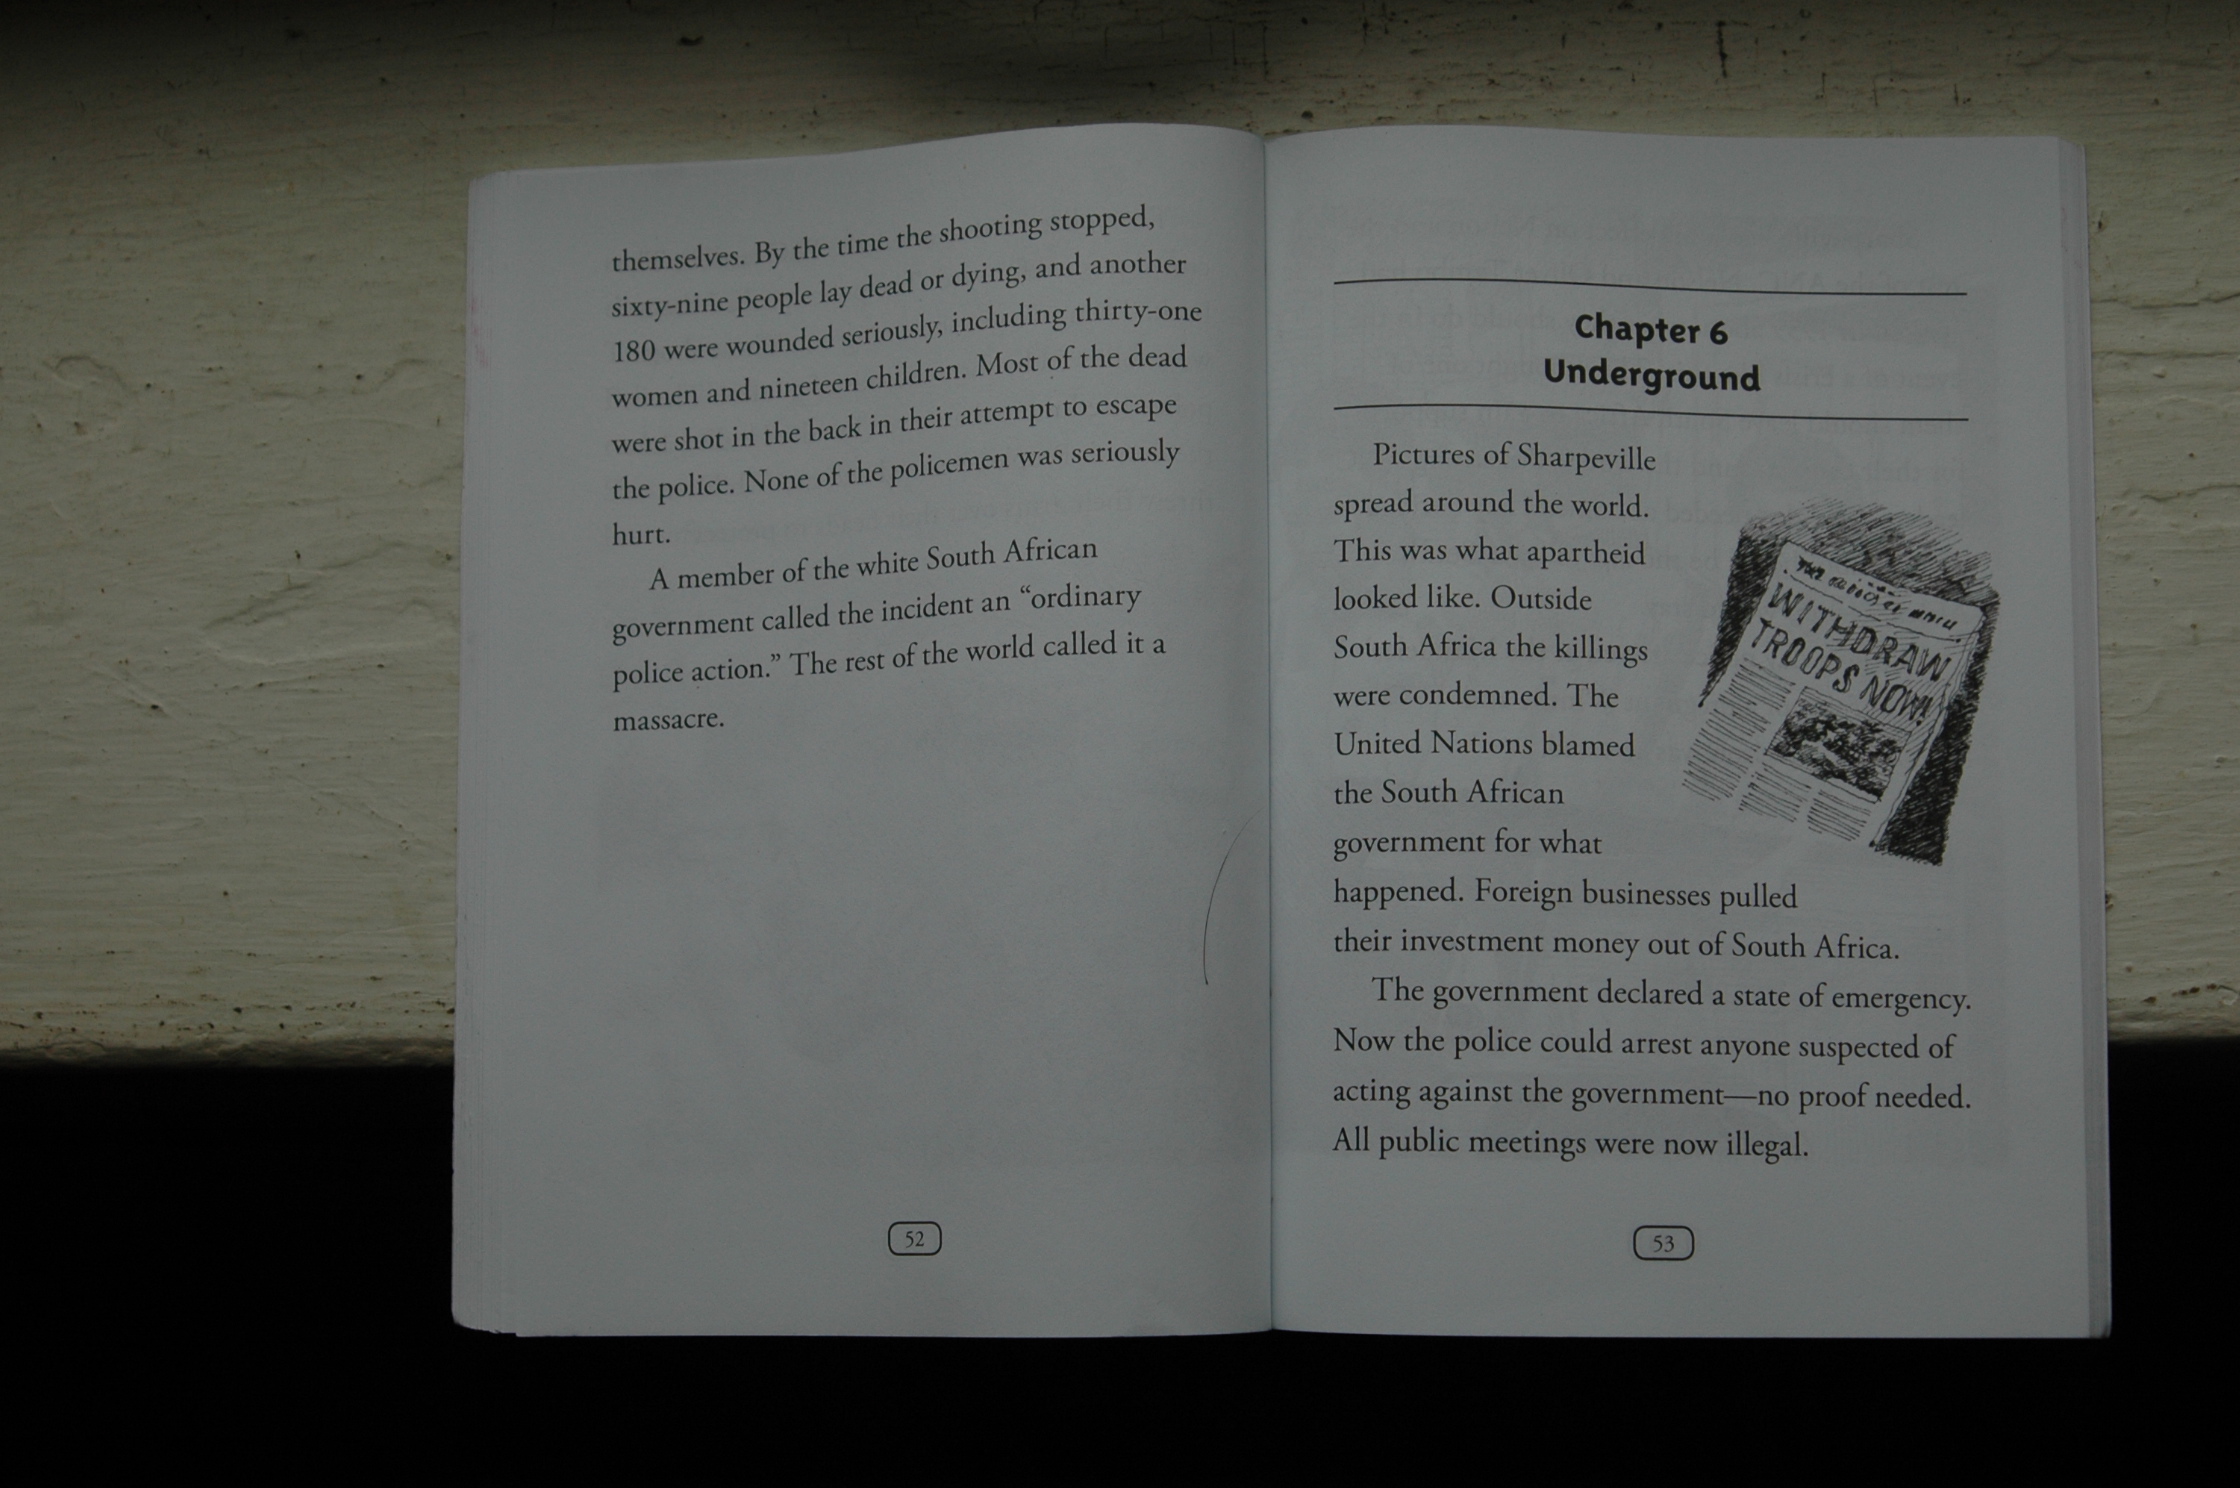 themselves. By the time the shooting stopped,
sixty-nine people lay dead or dying, and another
180 were wounded seriously, including thirty-one
women and nineteen children. Most of the dead
were shot in the back in their attempt to escape
the police. None of the policemen was seriously
hurt.
A member of the white South African
government called the incident an “ordinary
police action.” The rest of the world called it a
massacre.
52
Chapter 6
Underground
Pictures of Sharpeville
spread around the world.
This was what apartheid
looked like. Outside
South Africa the killings
were condemned. The
United Nations blamed
the South African
government for what
happened. Foreign businesses pulled
their investment money out of South Africa.
The government declared a state of emergency.
Now the police could arrest anyone suspected of
acting against the government—no proof needed.
All public meetings were now illegal.
WITHDRAW
TROOPS NOW!
53